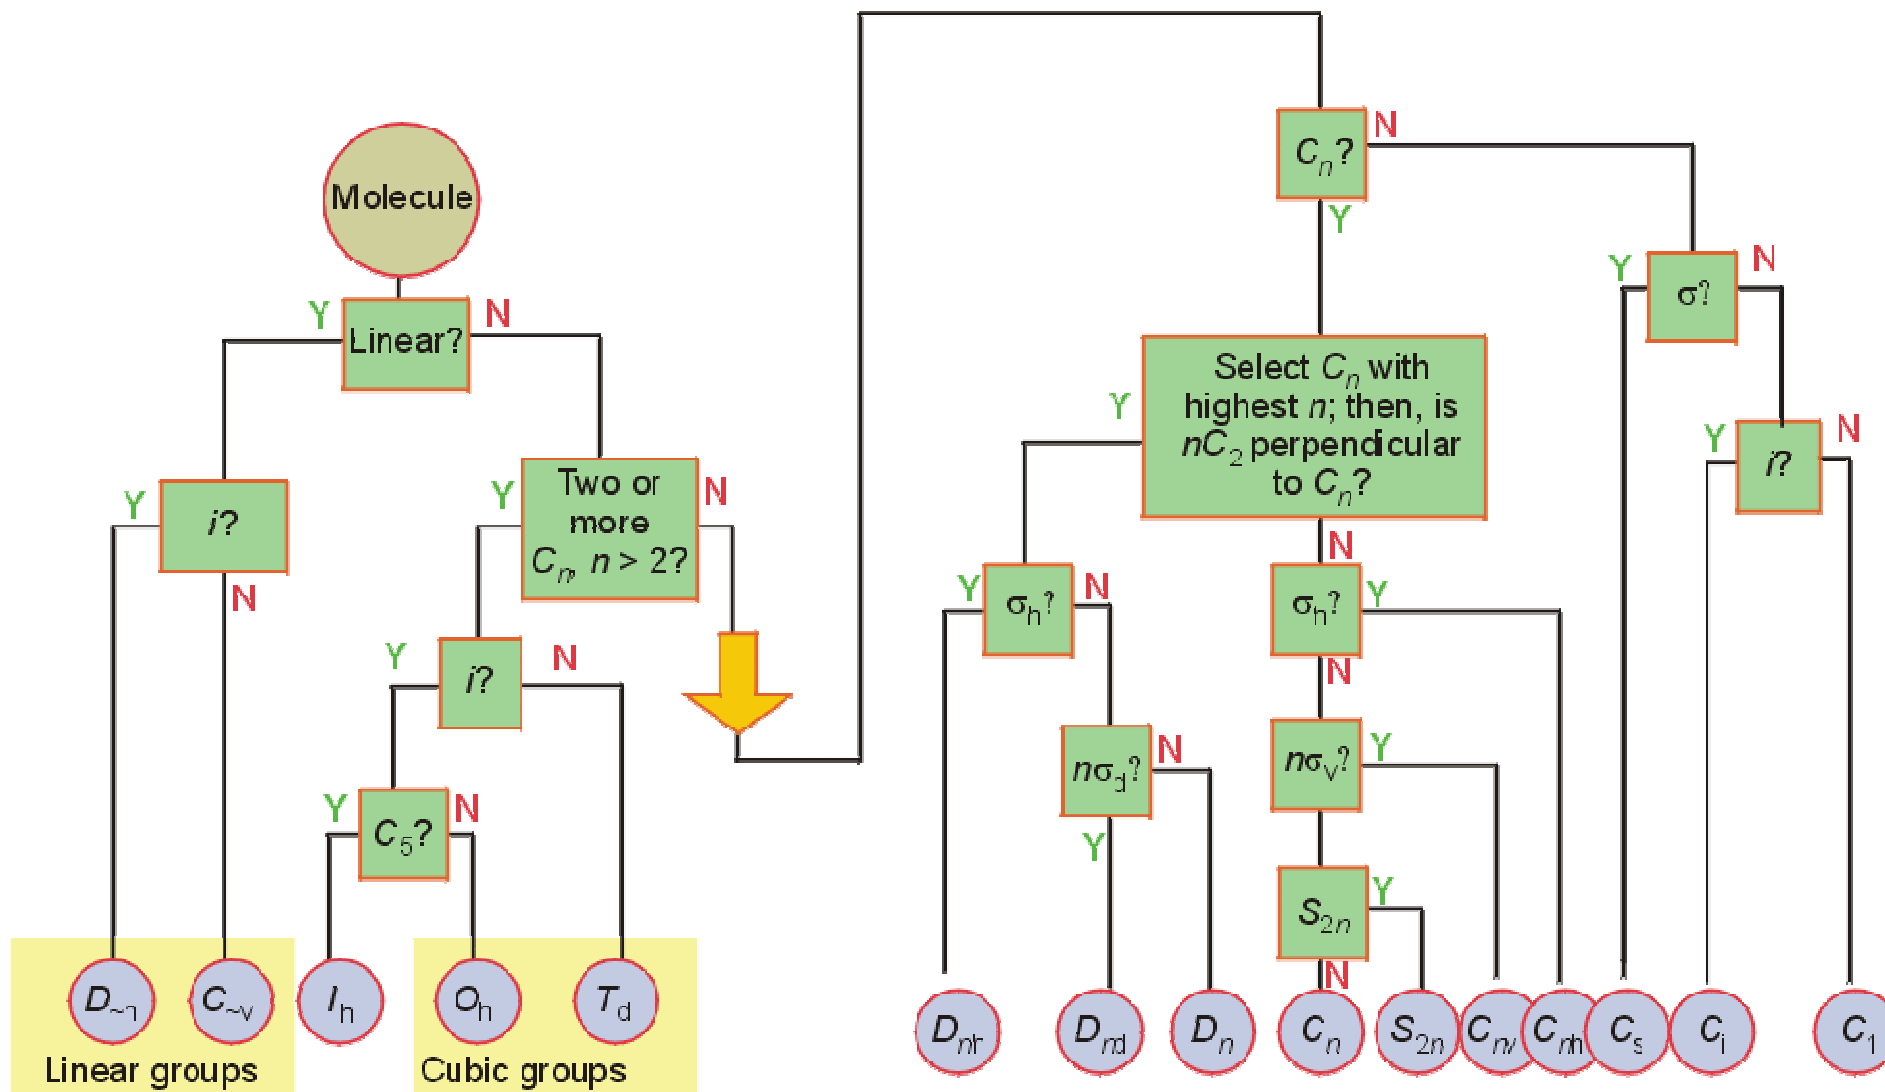 Molecule
Linear?
Y
N
i?
Y
N
Two or
more
Cₙ, n > 2?
Y
N
i?
Y
N
C₅?
Y
N
D~h
C~v
Iₕ
Oₕ
T_d
Linear groups
Cubic groups
Cₙ?
N
Y
σ?
Y
N
i?
Y
N
Select Cₙ with
highest n; then, is
nC₂ perpendicular
to Cₙ?
Y
N
σₕ?
Y
N
nσ_d?
N
Y
σₕ?
Y
N
nσᵥ?
Y
S₂ₙ
Y
N
Dₙₕ
Dₙd
Dₙ
Cₙ
S₂ₙ
Cₙᵥ
Cₙₕ
Cₛ
Cᵢ
C₁